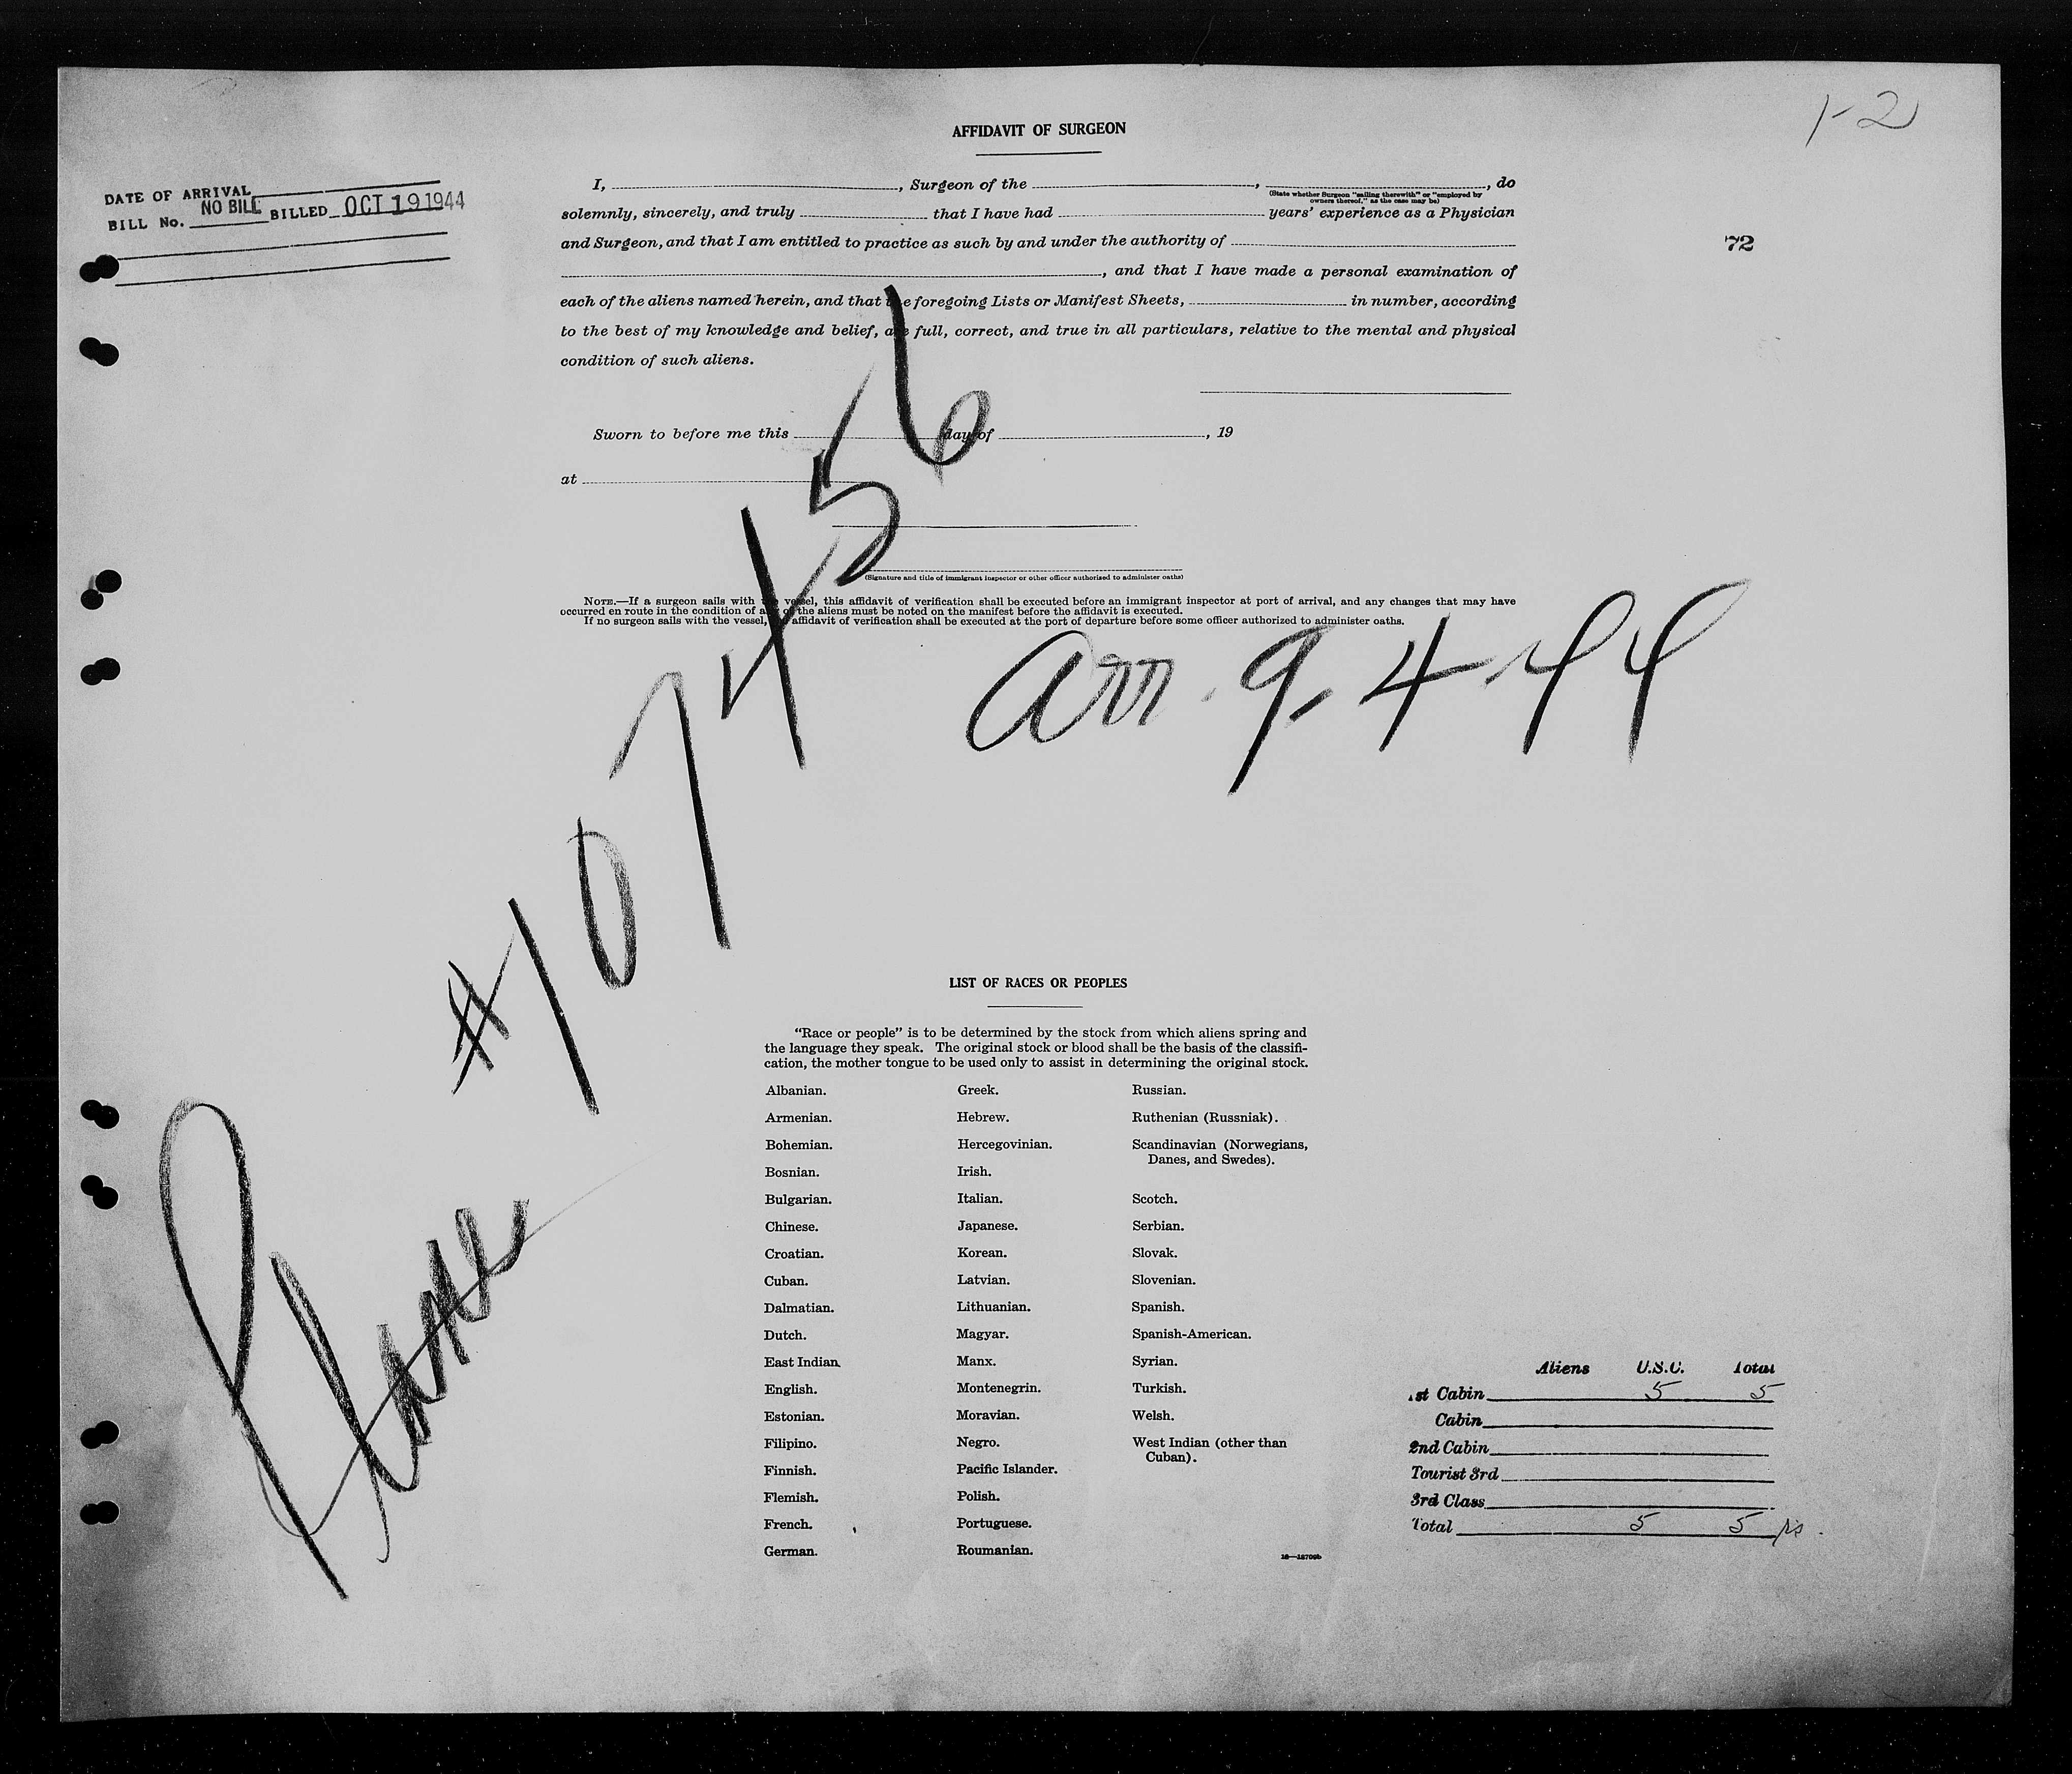 1-2
AFFIDAVIT OF SURGEON
DATE OF ARRIVAL
BILL No. NO BILL BILLED OCT 19 1944
I, , Surgeon of the , , do
(State whether Surgeon "sailing therewith" or "employed by
owners thereof," as the case may be)
solemnly, sincerely, and truly that I have had years' experience as a Physician
and Surgeon, and that I am entitled to practice as such by and under the authority of
72
, and that I have made a personal examination of
each of the aliens named herein, and that the foregoing Lists or Manifest Sheets, in number, according
to the best of my knowledge and belief, are full, correct, and true in all particulars, relative to the mental and physical
condition of such aliens.
Sworn to before me this day of , 19
at
(Signature and title of immigrant inspector or other officer authorized to administer oaths)
NOTE.—If a surgeon sails with the vessel, this affidavit of verification shall be executed before an immigrant inspector at port of arrival, and any changes that may have
occurred en route in the condition of any of the aliens must be noted on the manifest before the affidavit is executed.
If no surgeon sails with the vessel, the affidavit of verification shall be executed at the port of departure before some officer authorized to administer oaths.
Plane #107456
arr. 9-4-44
LIST OF RACES OR PEOPLES
"Race or people" is to be determined by the stock from which aliens spring and
the language they speak. The original stock or blood shall be the basis of the classifi-
cation, the mother tongue to be used only to assist in determining the original stock.
Albanian.
Armenian.
Bohemian.
Bosnian.
Bulgarian.
Chinese.
Croatian.
Cuban.
Dalmatian.
Dutch.
East Indian.
English.
Estonian.
Filipino.
Finnish.
Flemish.
French.
German.
Greek.
Hebrew.
Hercegovinian.
Irish.
Italian.
Japanese.
Korean.
Latvian.
Lithuanian.
Magyar.
Manx.
Montenegrin.
Moravian.
Negro.
Pacific Islander.
Polish.
Portuguese.
Roumanian.
Russian.
Ruthenian (Russniak).
Scandinavian (Norwegians,
Danes, and Swedes).
Scotch.
Serbian.
Slovak.
Slovenian.
Spanish.
Spanish-American.
Syrian.
Turkish.
Welsh.
West Indian (other than
Cuban).
Aliens U.S.C. Total
1st Cabin 5 5
Cabin
2nd Cabin
Tourist 3rd
3rd Class
Total 5 5